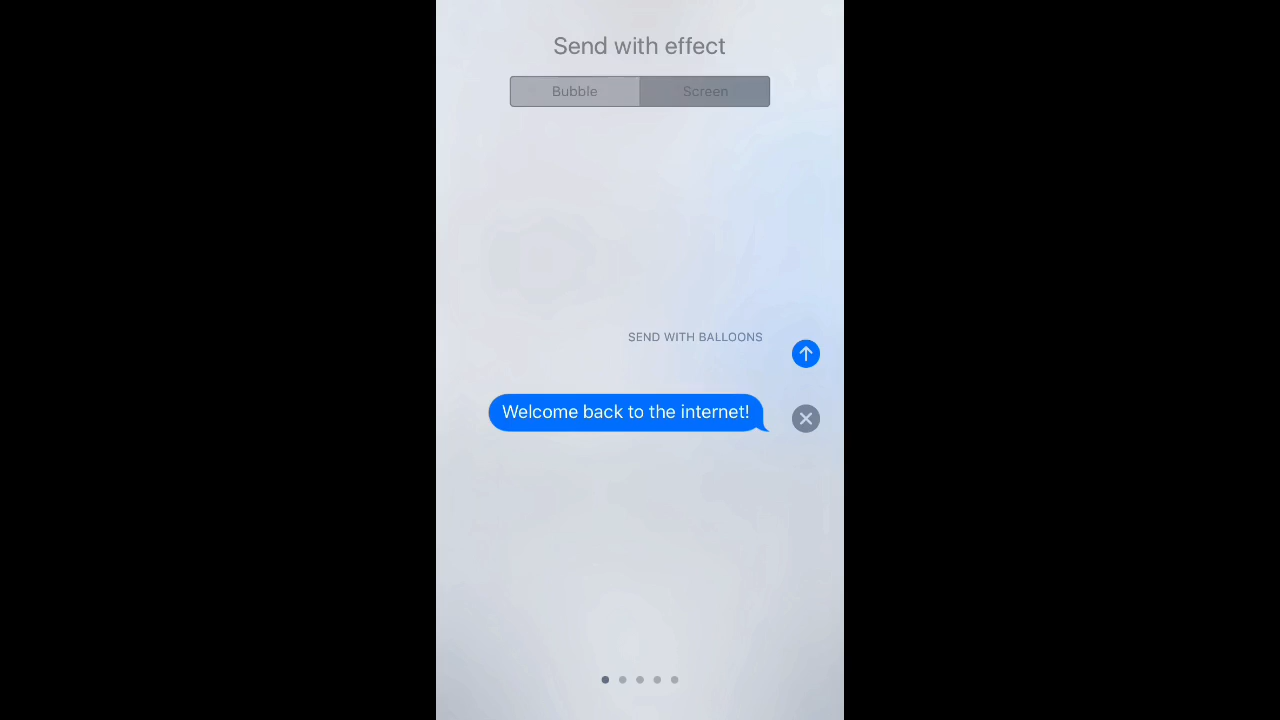 Send with effect
Bubble
Screen
SEND WITH BALLOONS
Welcome back to the internet!